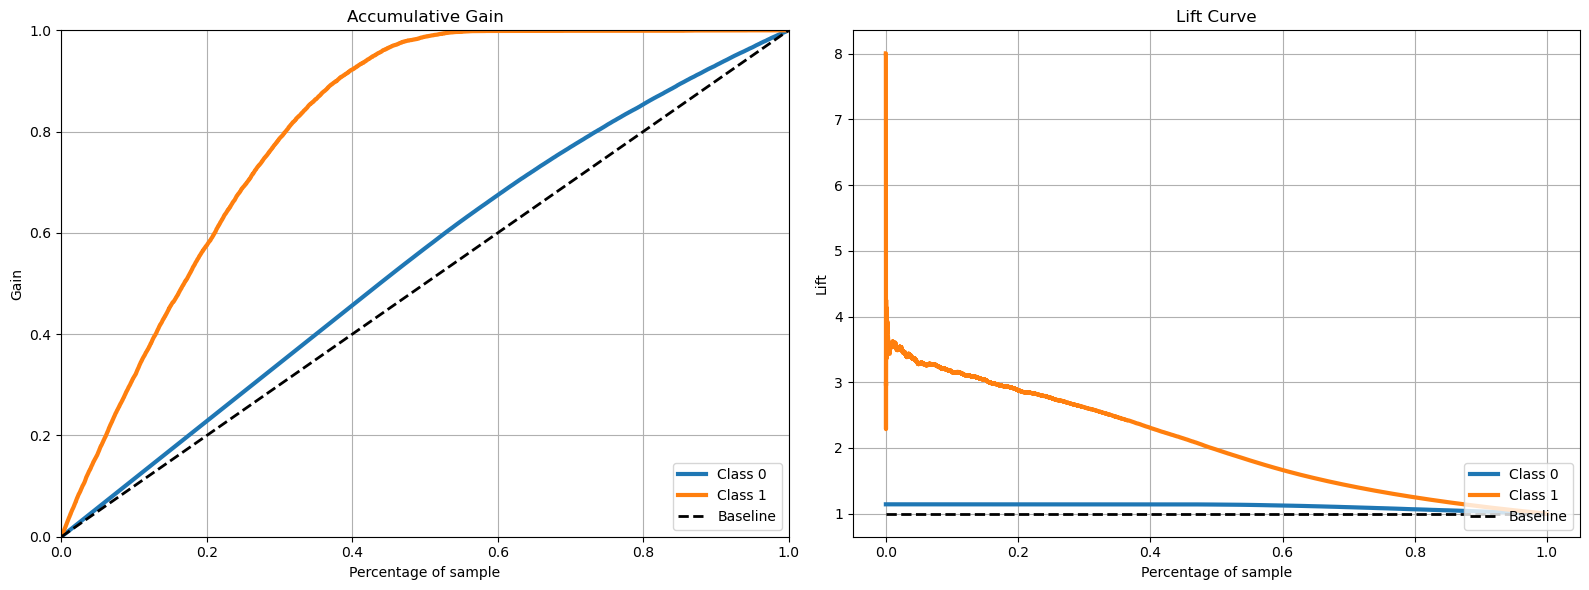 Accumulative Gain
1.0
0.8
0.6
0.4
0.2
0.0
Gain
0.0 0.2 0.4 0.6 0.8 1.0
Percentage of sample
Class 0
Class 1
Baseline
Lift Curve
8
7
6
5
4
3
2
1
Lift
0.0 0.2 0.4 0.6 0.8 1.0
Percentage of sample
Class 0
Class 1
Baseline